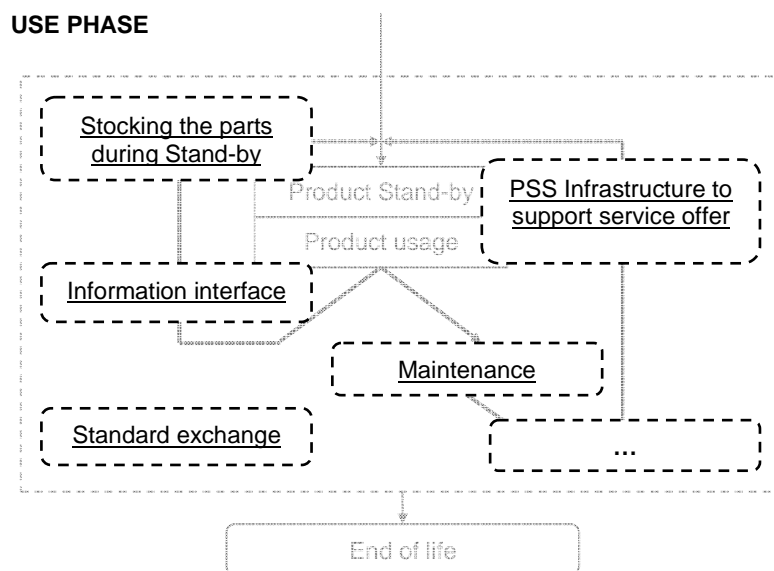 USE PHASE
Stocking the parts
during Stand-by
Product Stand-by
PSS Infrastructure to
support service offer
Product usage
Information interface
Maintenance
Standard exchange
...
End of life